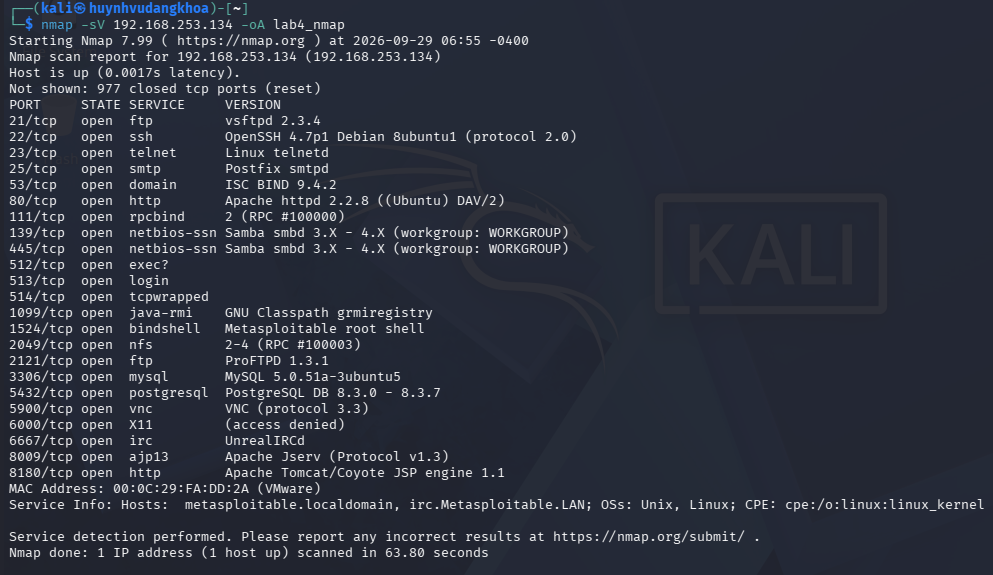 ┌──(kali㉿huynhvudangkhoa)-[~]
└─$ nmap -sV 192.168.253.134 -oA lab4_nmap
Starting Nmap 7.99 ( https://nmap.org ) at 2026-09-29 06:55 -0400
Nmap scan report for 192.168.253.134 (192.168.253.134)
Host is up (0.0017s latency).
Not shown: 977 closed tcp ports (reset)
PORT     STATE SERVICE     VERSION
21/tcp   open  ftp         vsftpd 2.3.4
22/tcp   open  ssh         OpenSSH 4.7p1 Debian 8ubuntu1 (protocol 2.0)
23/tcp   open  telnet      Linux telnetd
25/tcp   open  smtp        Postfix smtpd
53/tcp   open  domain      ISC BIND 9.4.2
80/tcp   open  http        Apache httpd 2.2.8 ((Ubuntu) DAV/2)
111/tcp  open  rpcbind     2 (RPC #100000)
139/tcp  open  netbios-ssn Samba smbd 3.X - 4.X (workgroup: WORKGROUP)
445/tcp  open  netbios-ssn Samba smbd 3.X - 4.X (workgroup: WORKGROUP)
512/tcp  open  exec?
513/tcp  open  login
514/tcp  open  tcpwrapped
1099/tcp open  java-rmi    GNU Classpath grmiregistry
1524/tcp open  bindshell   Metasploitable root shell
2049/tcp open  nfs         2-4 (RPC #100003)
2121/tcp open  ftp         ProFTPD 1.3.1
3306/tcp open  mysql       MySQL 5.0.51a-3ubuntu5
5432/tcp open  postgresql  PostgreSQL DB 8.3.0 - 8.3.7
5900/tcp open  vnc         VNC (protocol 3.3)
6000/tcp open  X11         (access denied)
6667/tcp open  irc         UnrealIRCd
8009/tcp open  ajp13       Apache Jserv (Protocol v1.3)
8180/tcp open  http        Apache Tomcat/Coyote JSP engine 1.1
MAC Address: 00:0C:29:FA:DD:2A (VMware)
Service Info: Hosts:  metasploitable.localdomain, irc.Metasploitable.LAN; OSs: Unix, Linux; CPE: cpe:/o:linux:linux_kernel

Service detection performed. Please report any incorrect results at https://nmap.org/submit/ .
Nmap done: 1 IP address (1 host up) scanned in 63.80 seconds
KALI